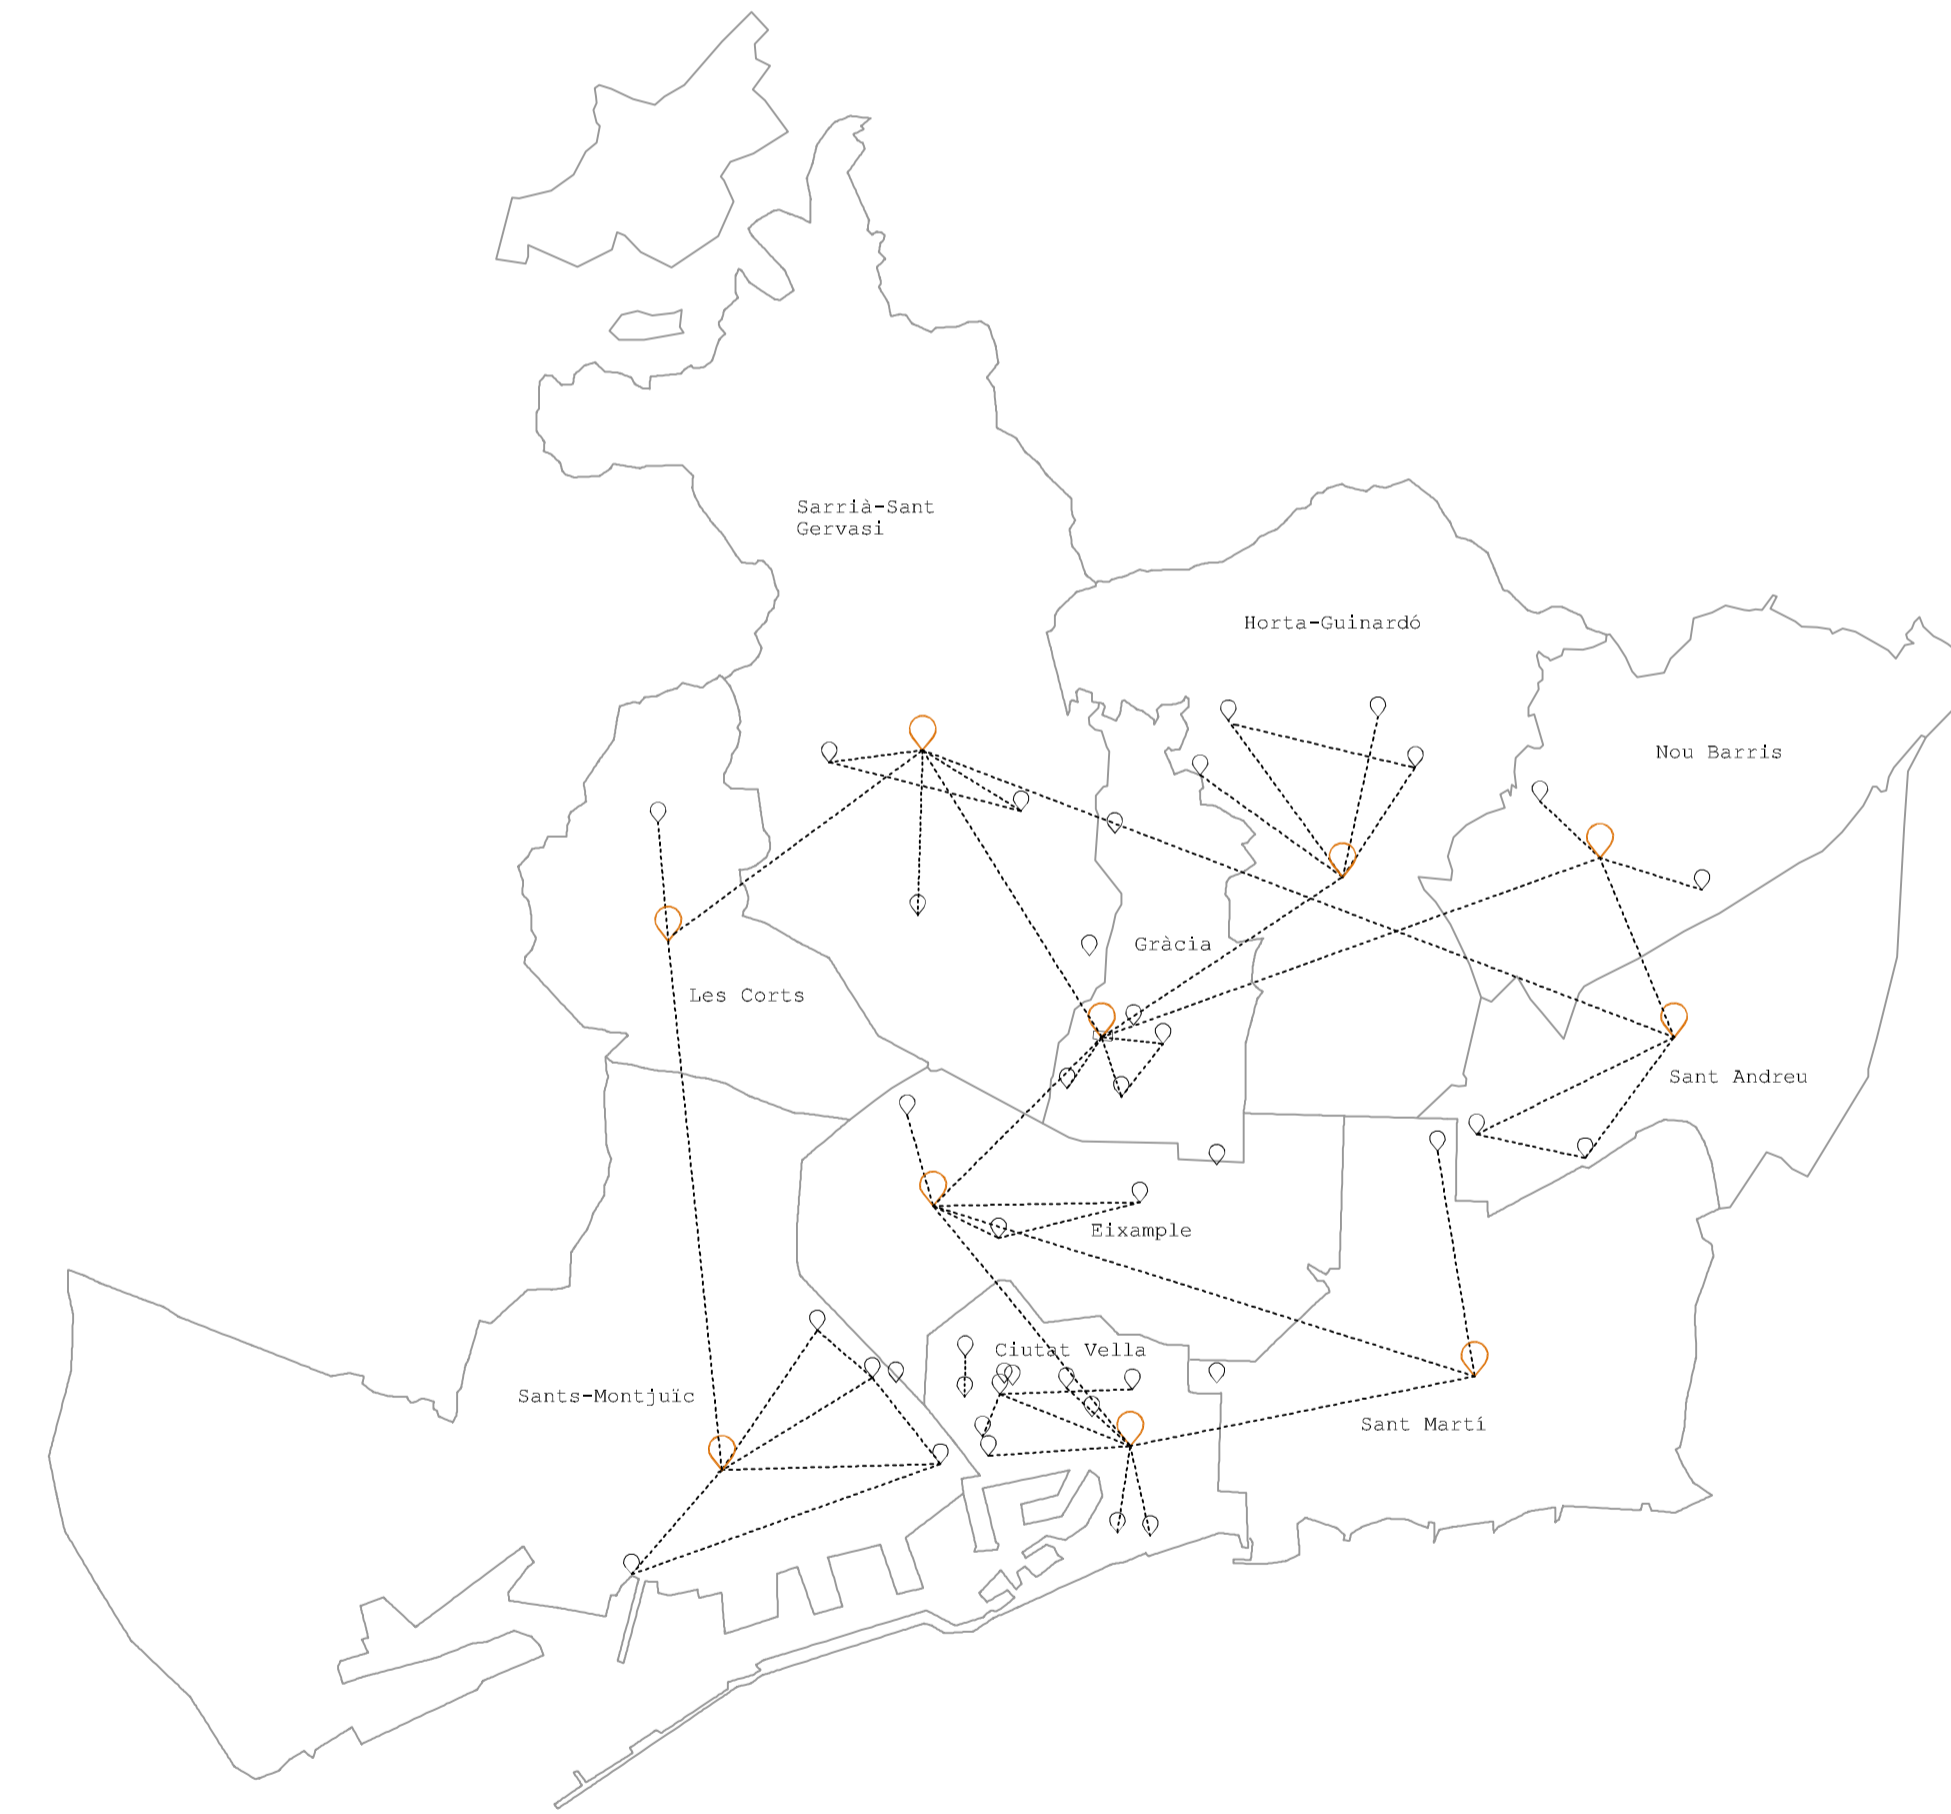 Sarrià-Sant
Gervasi
Horta-Guinardó
Nou Barris
Gràcia
Les Corts
Sant Andreu
Eixample
Ciutat Vella
Sants-Montjuïc
Sant Martí